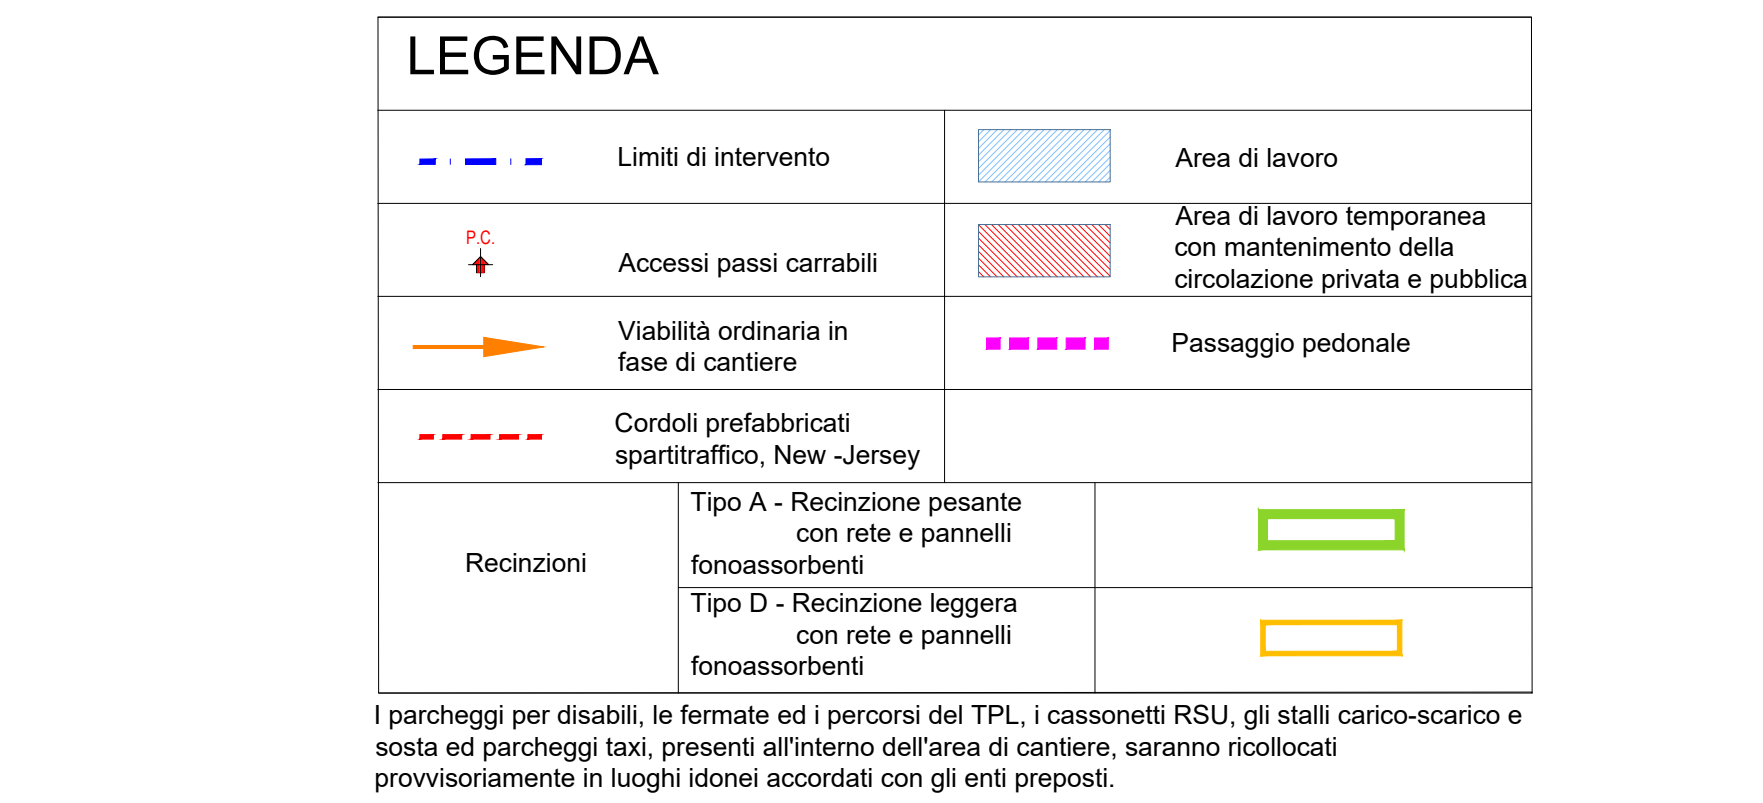 LEGENDA
Limiti di intervento
Area di lavoro
P.C.
Accessi passi carrabili
Area di lavoro temporanea
con mantenimento della
circolazione privata e pubblica
Viabilità ordinaria in
fase di cantiere
Passaggio pedonale
Cordoli prefabbricati
spartitraffico, New -Jersey
Recinzioni
Tipo A - Recinzione pesante
con rete e pannelli
fonoassorbenti
Tipo D - Recinzione leggera
con rete e pannelli
fonoassorbenti
I parcheggi per disabili, le fermate ed i percorsi del TPL, i cassonetti RSU, gli stalli carico-scarico e
sosta ed parcheggi taxi, presenti all'interno dell'area di cantiere, saranno ricollocati
provvisoriamente in luoghi idonei accordati con gli enti preposti.